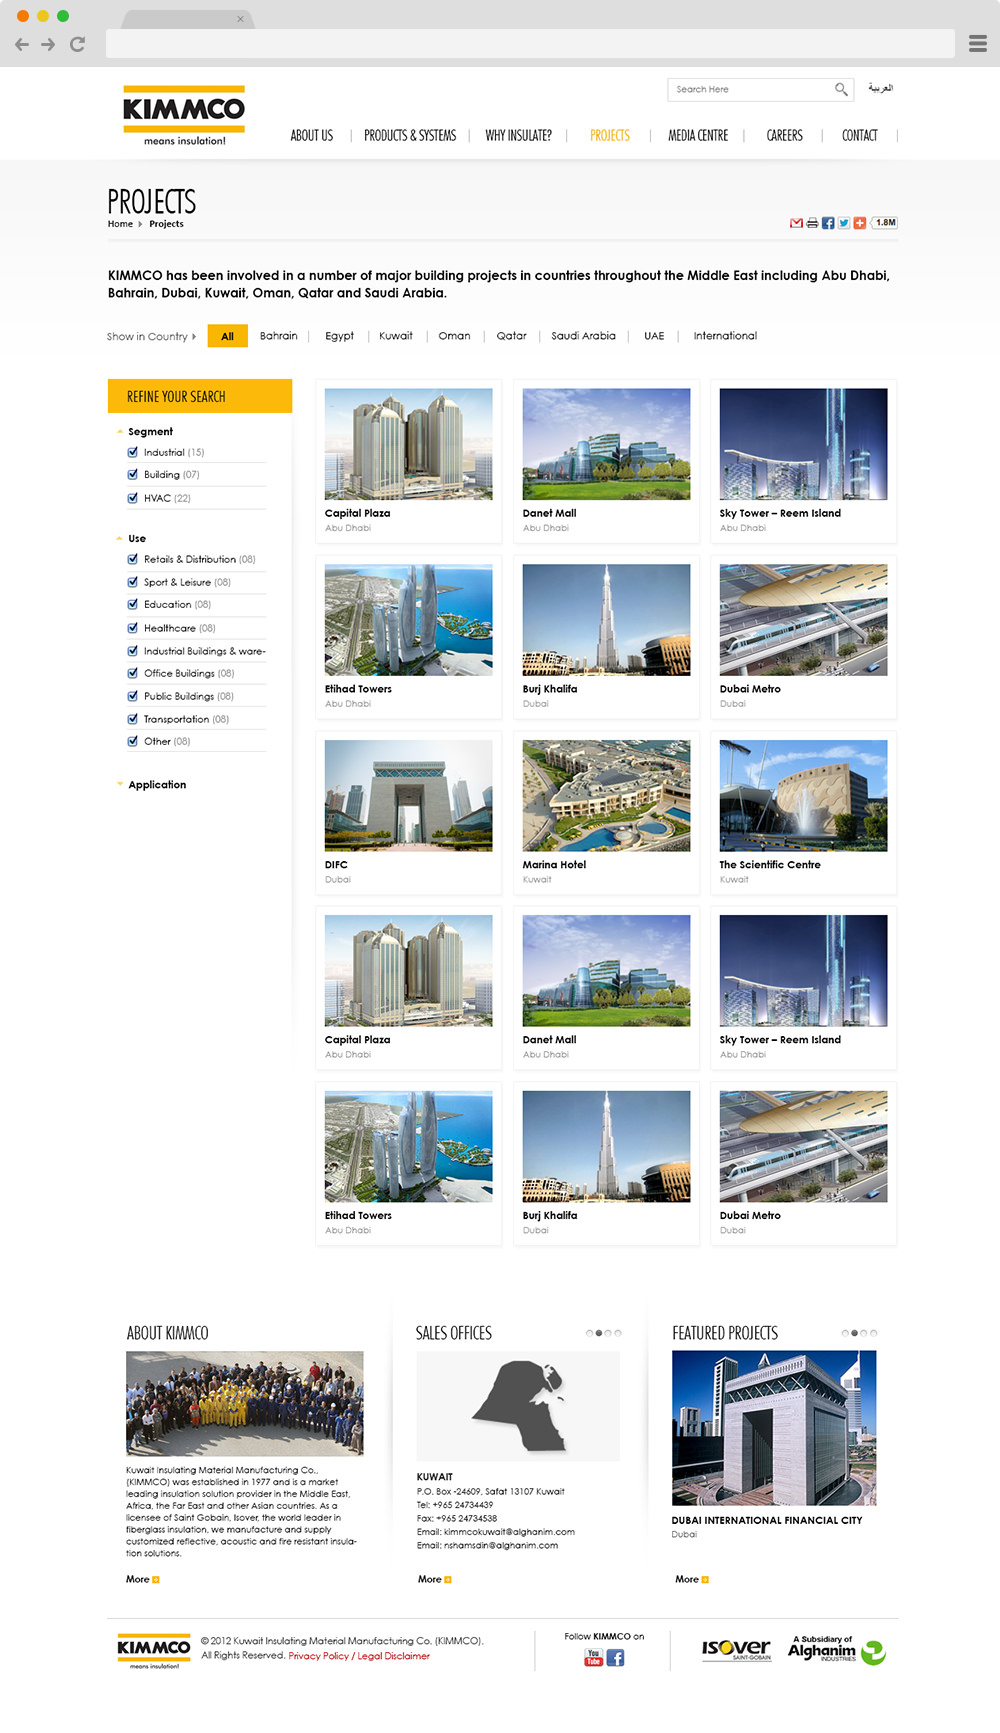 KIMMCO
means insulation!
Search Here
العربية
ABOUT US | PRODUCTS & SYSTEMS | WHY INSULATE? | PROJECTS | MEDIA CENTRE | CAREERS | CONTACT |
PROJECTS
Home Projects
1.8M
KIMMCO has been involved in a number of major building projects in countries throughout the Middle East including Abu Dhabi,
Bahrain, Dubai, Kuwait, Oman, Qatar and Saudi Arabia.
Show in Country All Bahrain | Egypt | Kuwait | Oman | Qatar | Saudi Arabia | UAE | International
REFINE YOUR SEARCH
Segment
Industrial (15)
Building (07)
HVAC (22)
Use
Retails & Distribution (08)
Sport & Leisure (08)
Education (08)
Healthcare (08)
Industrial Buildings & ware-
Office Buildings (08)
Public Buildings (08)
Transportation (08)
Other (08)
Application
Capital Plaza
Abu Dhabi
Danet Mall
Abu Dhabi
Sky Tower – Reem Island
Abu Dhabi
Etihad Towers
Abu Dhabi
Burj Khalifa
Dubai
Dubai Metro
Dubai
DIFC
Dubai
Marina Hotel
Kuwait
The Scientific Centre
Kuwait
Capital Plaza
Abu Dhabi
Danet Mall
Abu Dhabi
Sky Tower – Reem Island
Abu Dhabi
Etihad Towers
Abu Dhabi
Burj Khalifa
Dubai
Dubai Metro
Dubai
ABOUT KIMMCO
Kuwait Insulating Material Manufacturing Co.,
(KIMMCO) was established in 1977 and is a market
leading insulation solution provider in the Middle East,
Africa, the Far East and other Asian countries. As a
licensee of Saint Gobain, Isover, the world leader in
fiberglass insulation, we manufacture and supply
customized reflective, acoustic and fire resistant insula-
tion solutions.
More
SALES OFFICES
KUWAIT
P.O. Box -24609, Safat 13107 Kuwait
Tel: +965 24734439
Fax: +965 24734538
Email: kimmcokuwait@alghanim.com
Email: nshamsdin@alghanim.com
More
FEATURED PROJECTS
DUBAI INTERNATIONAL FINANCIAL CITY
Dubai
More
KIMMCO
means insulation!
© 2012 Kuwait Insulating Material Manufacturing Co. (KIMMCO).
All Rights Reserved. Privacy Policy / Legal Disclaimer
Follow KIMMCO on
You Tube
isover
SAINT-GOBAIN
A Subsidiary of
Alghanim
INDUSTRIES